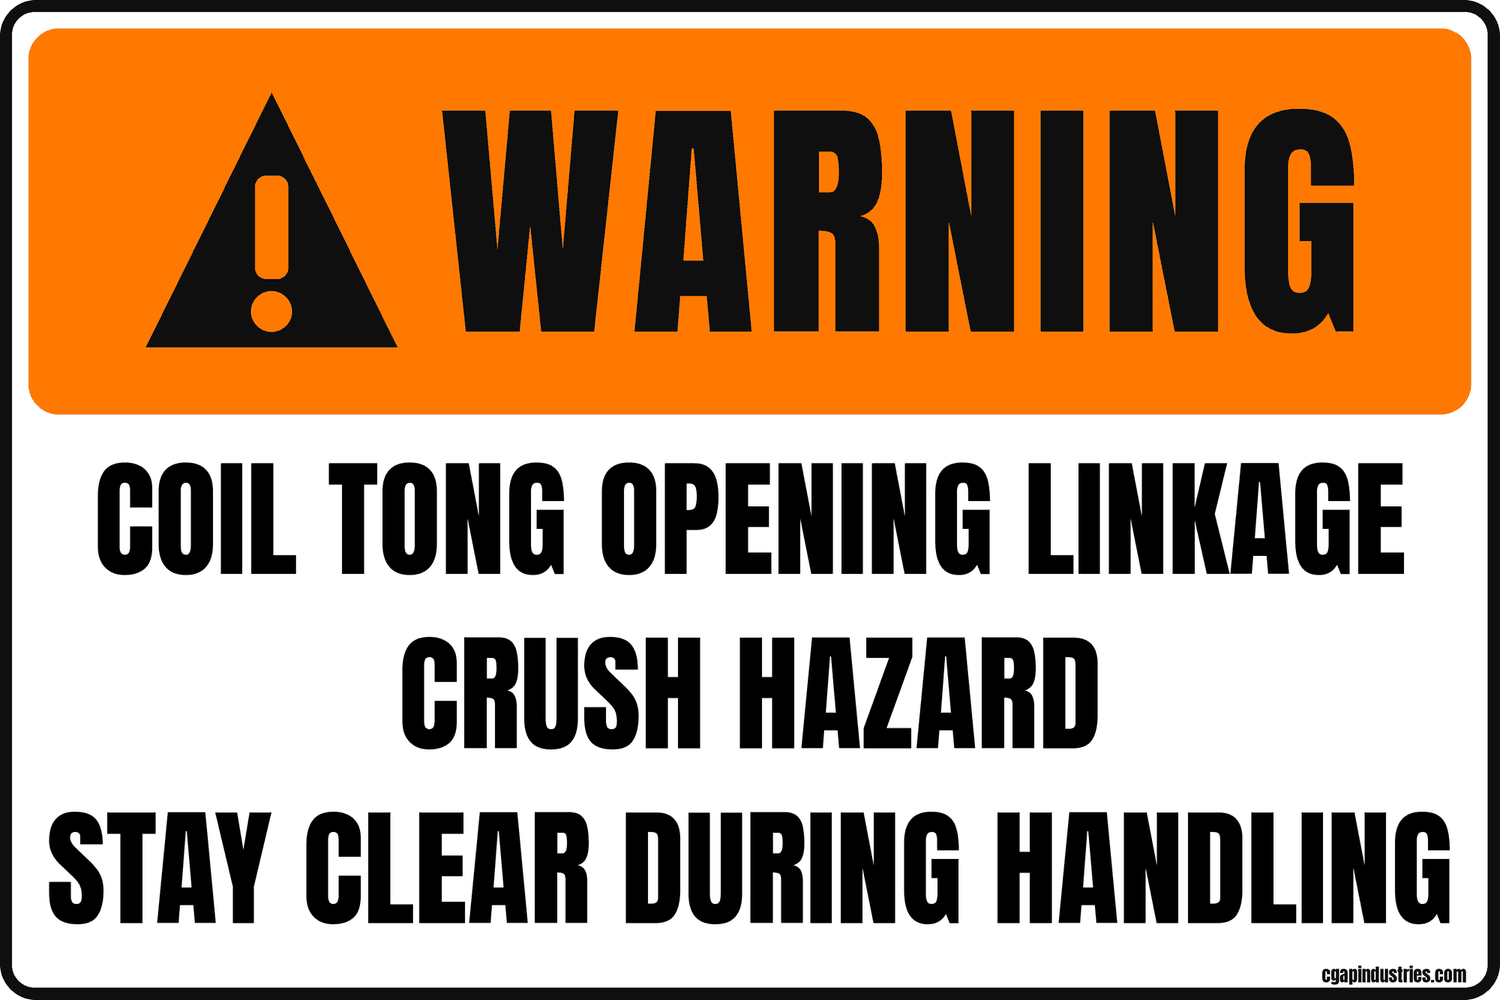 WARNING
COIL TONG OPENING LINKAGE
CRUSH HAZARD
STAY CLEAR DURING HANDLING
cgapindustries.com